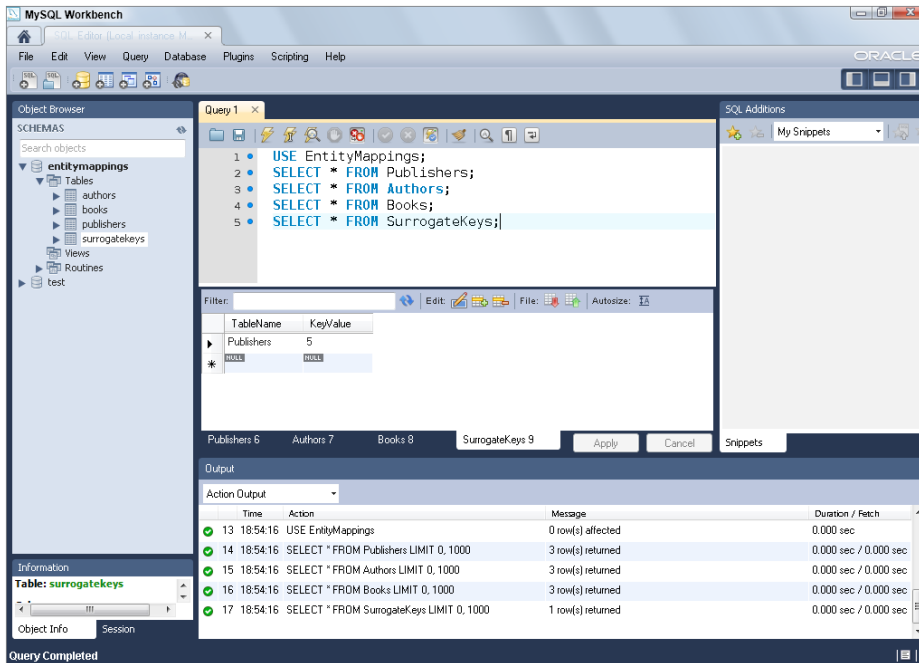 MySQL Workbench
SQL Editor (Local instance M...
File Edit View Query Database Plugins Scripting Help
ORACLE
Object Browser
SCHEMAS
Search objects
entitymappings
Tables
authors
books
publishers
surrogatekeys
Views
Routines
test
Query 1
1 USE EntityMappings;
2 SELECT * FROM Publishers;
3 SELECT * FROM Authors;
4 SELECT * FROM Books;
5 SELECT * FROM SurrogateKeys;
Filter: Edit: File: Autosize:
TableName KeyValue
Publishers 5
NULL NULL
Publishers 6 Authors 7 Books 8 SurrogateKeys 9 Apply Cancel
SQL Additions
My Snippets
Snippets
Output
Action Output
Time Action Message Duration / Fetch
13 18:54:16 USE EntityMappings 0 row(s) affected 0.000 sec
14 18:54:16 SELECT * FROM Publishers LIMIT 0, 1000 3 row(s) returned 0.000 sec / 0.000 sec
15 18:54:16 SELECT * FROM Authors LIMIT 0, 1000 3 row(s) returned 0.000 sec / 0.000 sec
16 18:54:16 SELECT * FROM Books LIMIT 0, 1000 3 row(s) returned 0.000 sec / 0.000 sec
17 18:54:16 SELECT * FROM SurrogateKeys LIMIT 0, 1000 1 row(s) returned 0.000 sec / 0.000 sec
Information
Table: surrogatekeys
Object Info Session
Query Completed